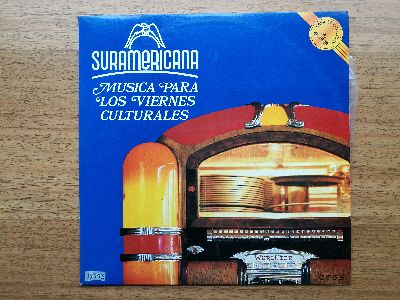 SURAMERICANA
MUSICA PARA
LOS VIERNES
CULTURALES
WURLITZER